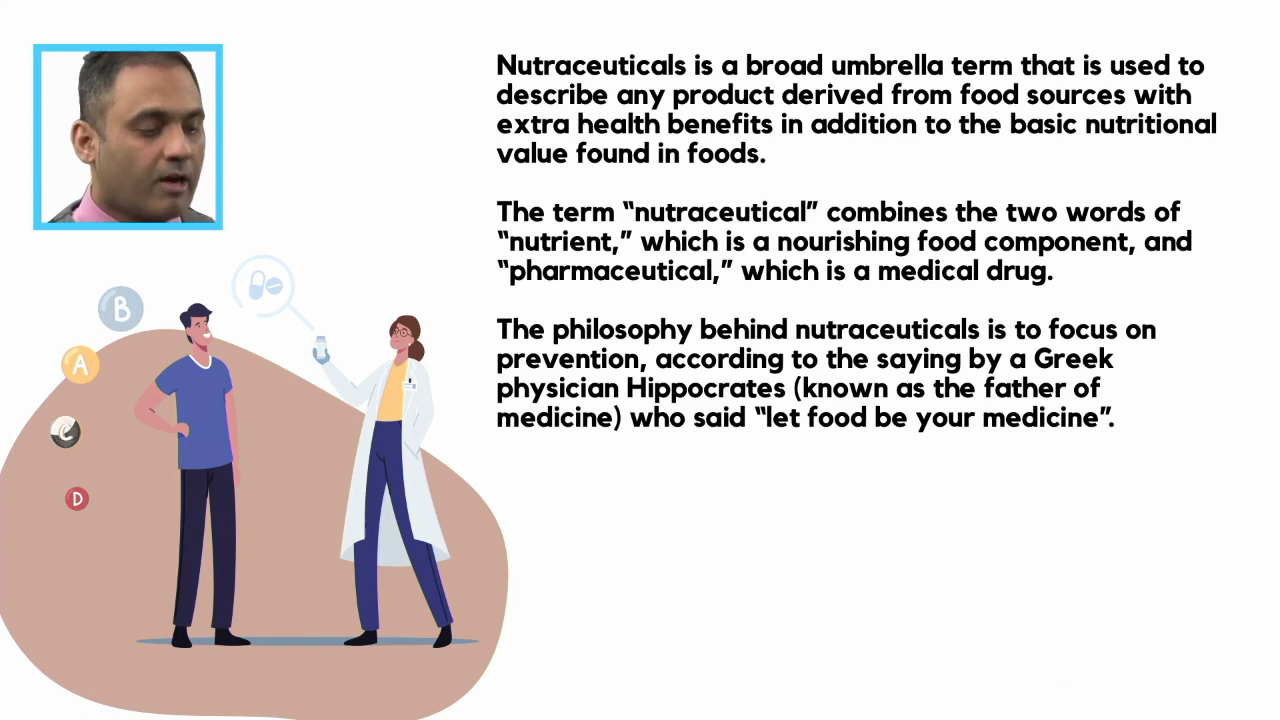 Nutraceuticals is a broad umbrella term that is used to
describe any product derived from food sources with
extra health benefits in addition to the basic nutritional
value found in foods.
The term “nutraceutical” combines the two words of
“nutrient,” which is a nourishing food component, and
“pharmaceutical,” which is a medical drug.
The philosophy behind nutraceuticals is to focus on
prevention, according to the saying by a Greek
physician Hippocrates (known as the father of
medicine) who said “let food be your medicine”.
B
A
C
D